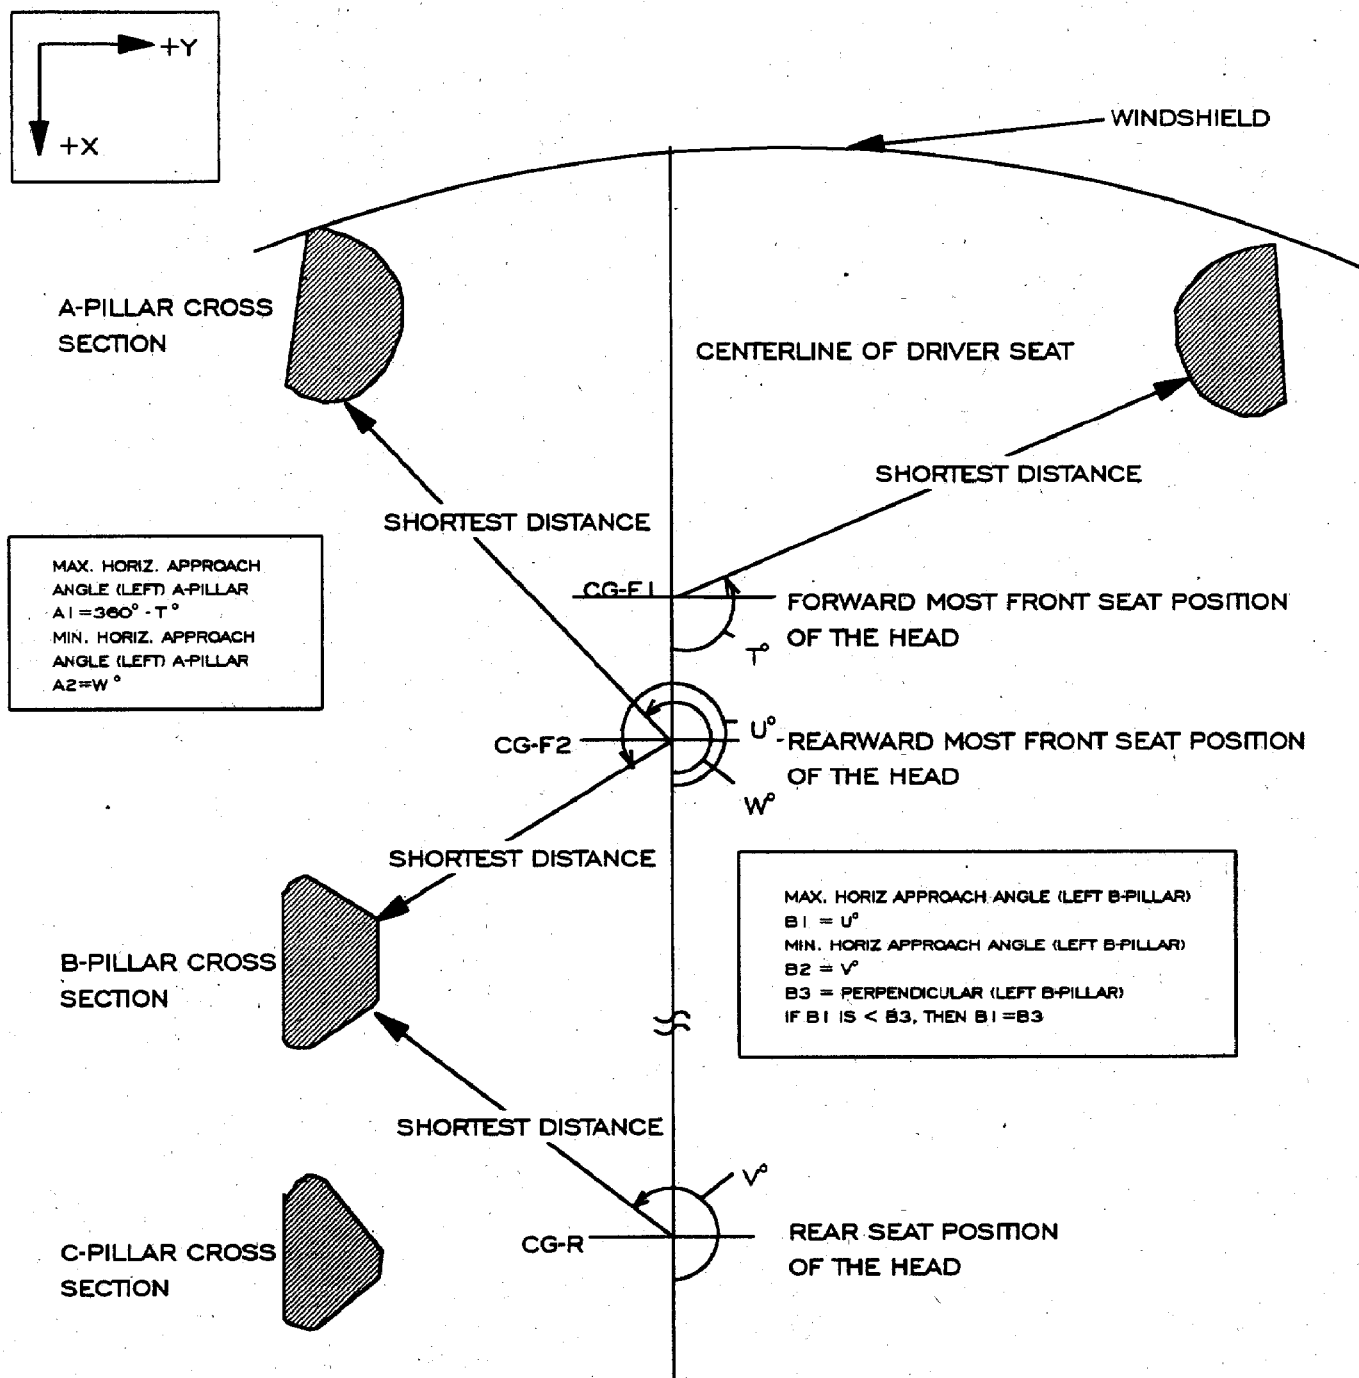 +Y
+X
WINDSHIELD
A-PILLAR CROSS
SECTION
CENTERLINE OF DRIVER SEAT
SHORTEST DISTANCE
SHORTEST DISTANCE
MAX. HORIZ. APPROACH
ANGLE (LEFT) A-PILLAR
A1=360° - T°
MIN. HORIZ. APPROACH
ANGLE (LEFT) A-PILLAR
A2=W°
CG-F1
FORWARD MOST FRONT SEAT POSITION
OF THE HEAD
T°
CG-F2
U°
REARWARD MOST FRONT SEAT POSITION
OF THE HEAD
W°
SHORTEST DISTANCE
MAX. HORIZ APPROACH ANGLE (LEFT B-PILLAR)
B1 = U°
MIN. HORIZ APPROACH ANGLE (LEFT B-PILLAR)
B2 = V°
B3 = PERPENDICULAR (LEFT B-PILLAR)
IF B1 IS < B3, THEN B1=B3
B-PILLAR CROSS
SECTION
SHORTEST DISTANCE
V°
CG-R
REAR SEAT POSITION
OF THE HEAD
C-PILLAR CROSS
SECTION